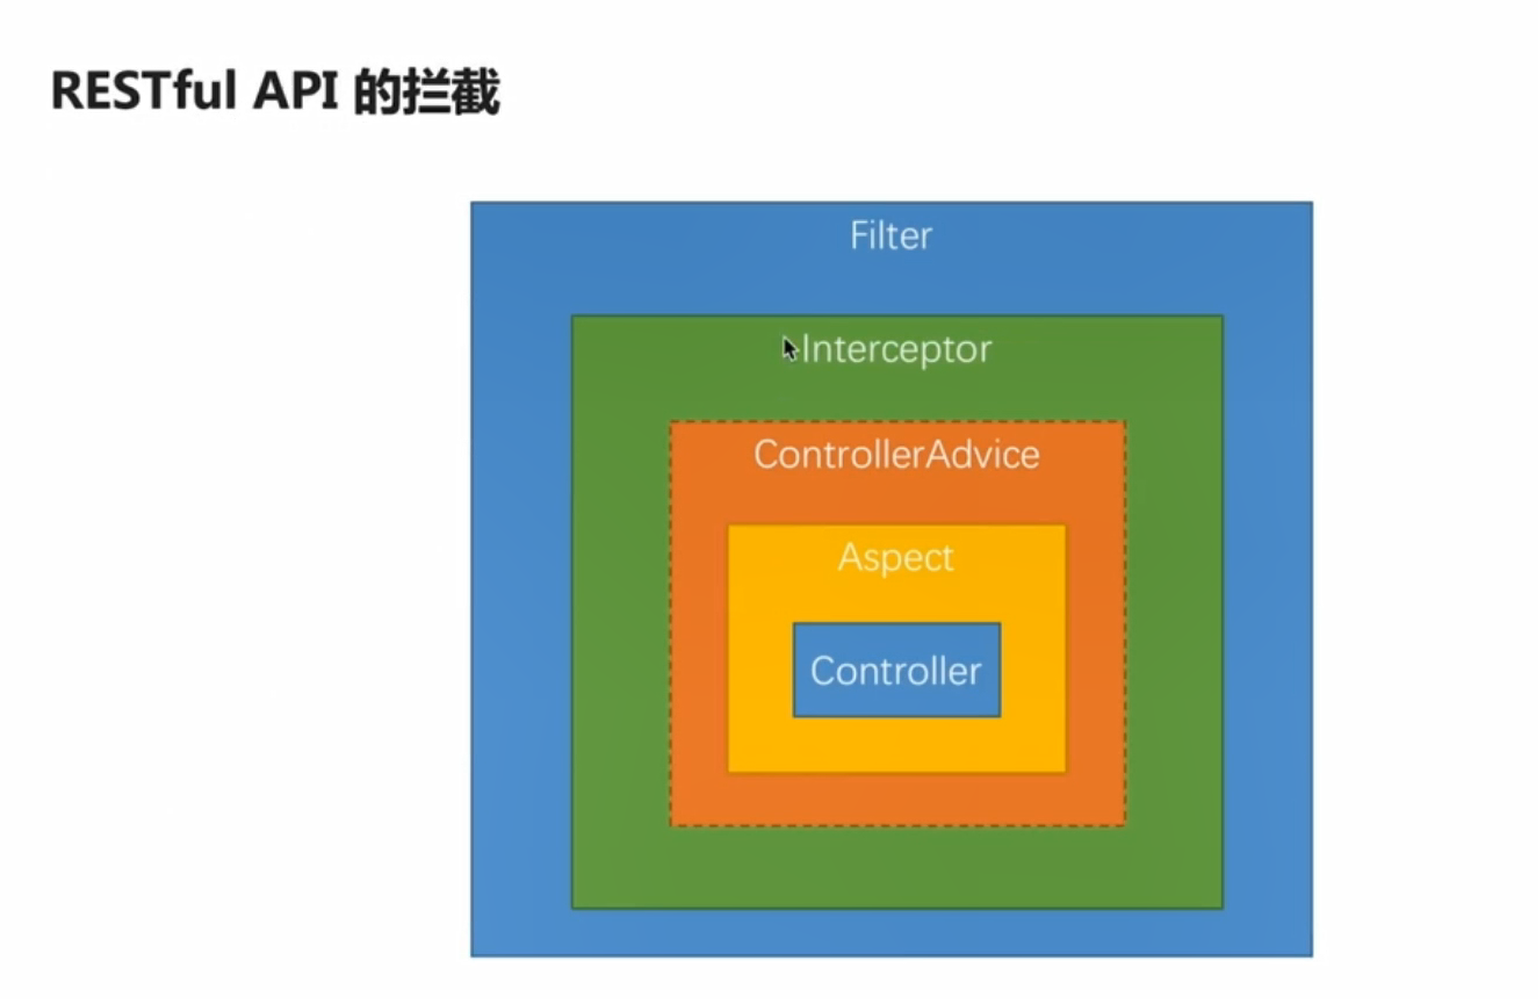 RESTful API 的拦截
Filter
Interceptor
ControllerAdvice
Aspect
Controller